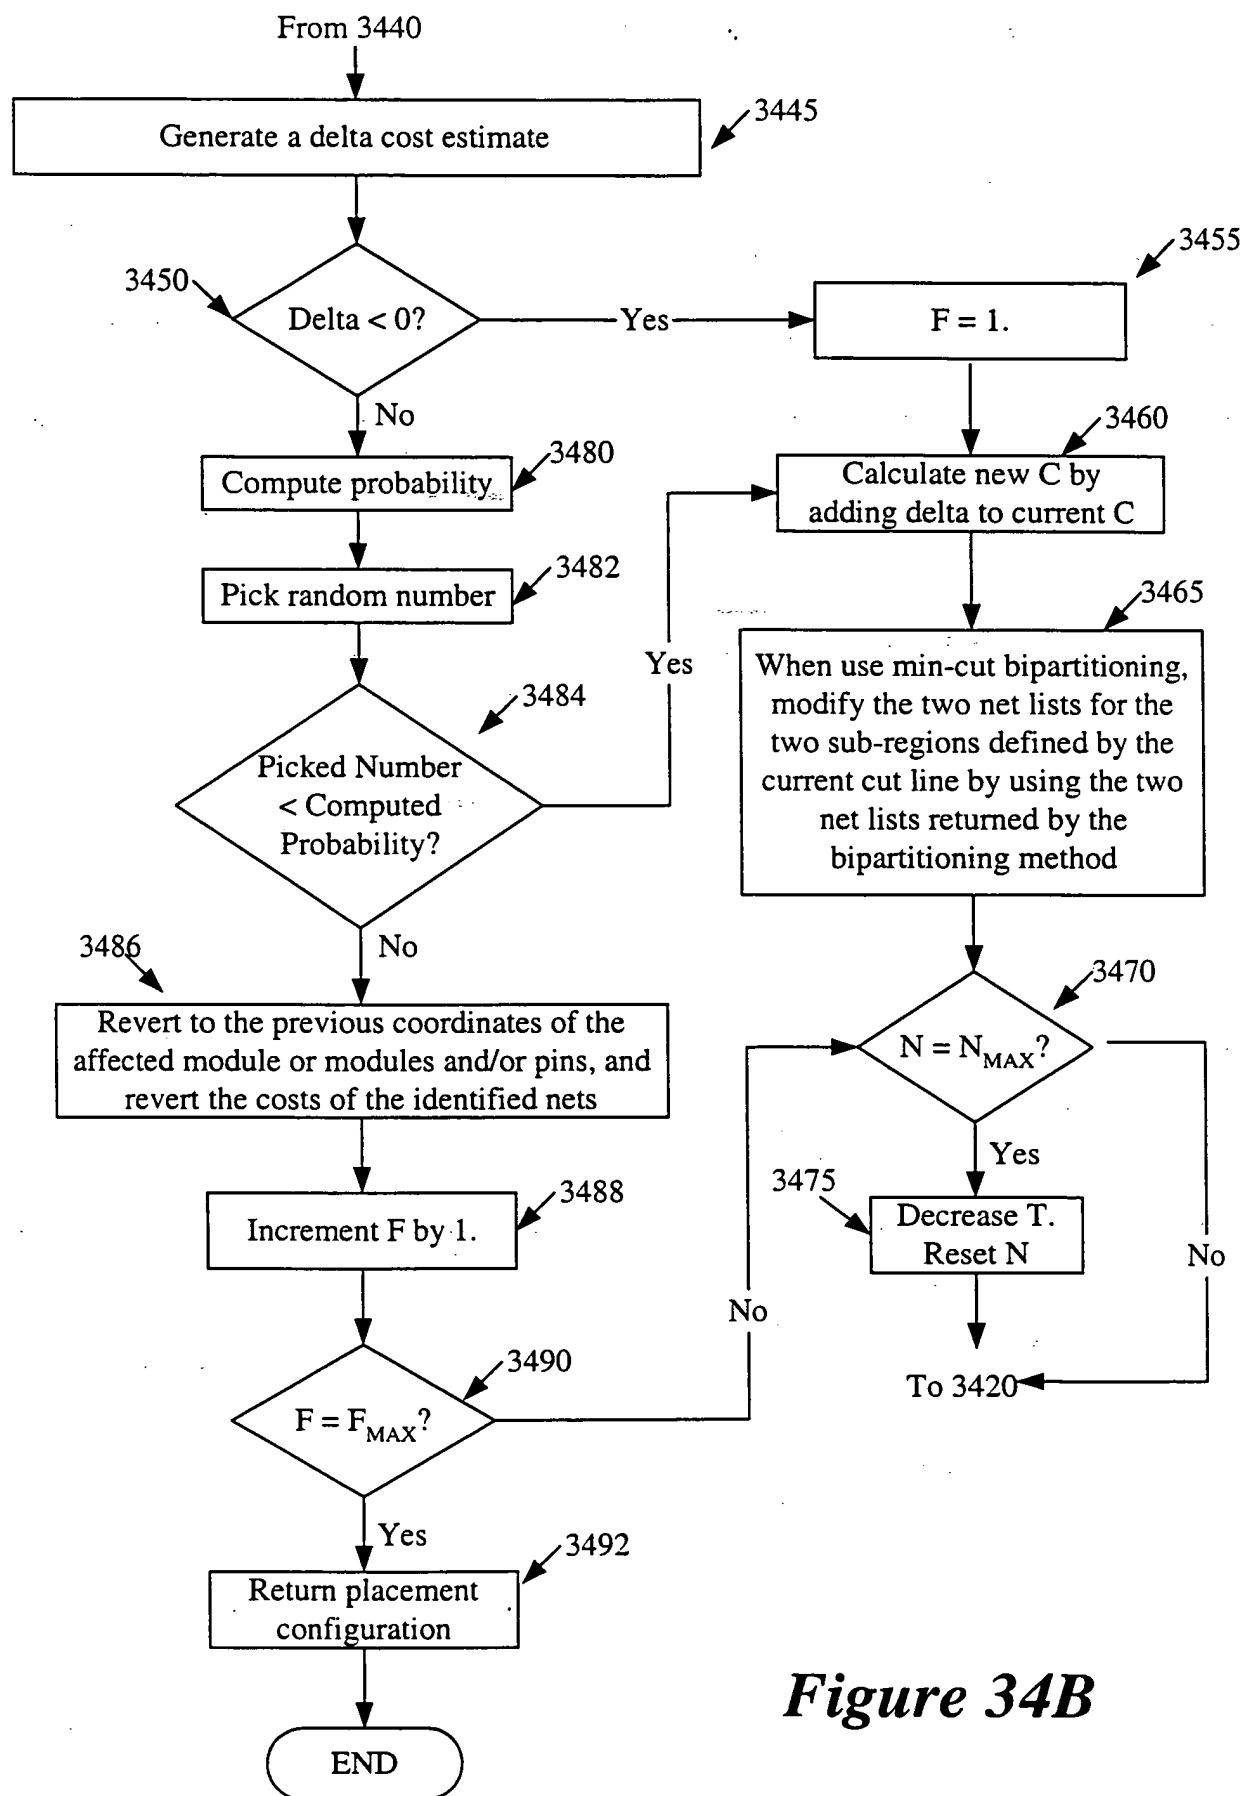 From 3440
3445
Generate a delta cost estimate
3455
3450
Delta < 0?
Yes
F = 1.
No
3460
3480
Calculate new C by
adding delta to current C
Compute probability
3482
Pick random number
3465
Yes
When use min-cut bipartitioning,
modify the two net lists for the
two sub-regions defined by the
current cut line by using the two
net lists returned by the
bipartitioning method
3484
Picked Number
< Computed
Probability?
No
3486
3470
Revert to the previous coordinates of the
affected module or modules and/or pins, and
revert the costs of the identified nets
N = NMAX?
Yes
3475
3488
Increment F by 1.
Decrease T.
Reset N
No
No
3490
To 3420
F = FMAX?
Yes
3492
Return placement
configuration
Figure 34B
END